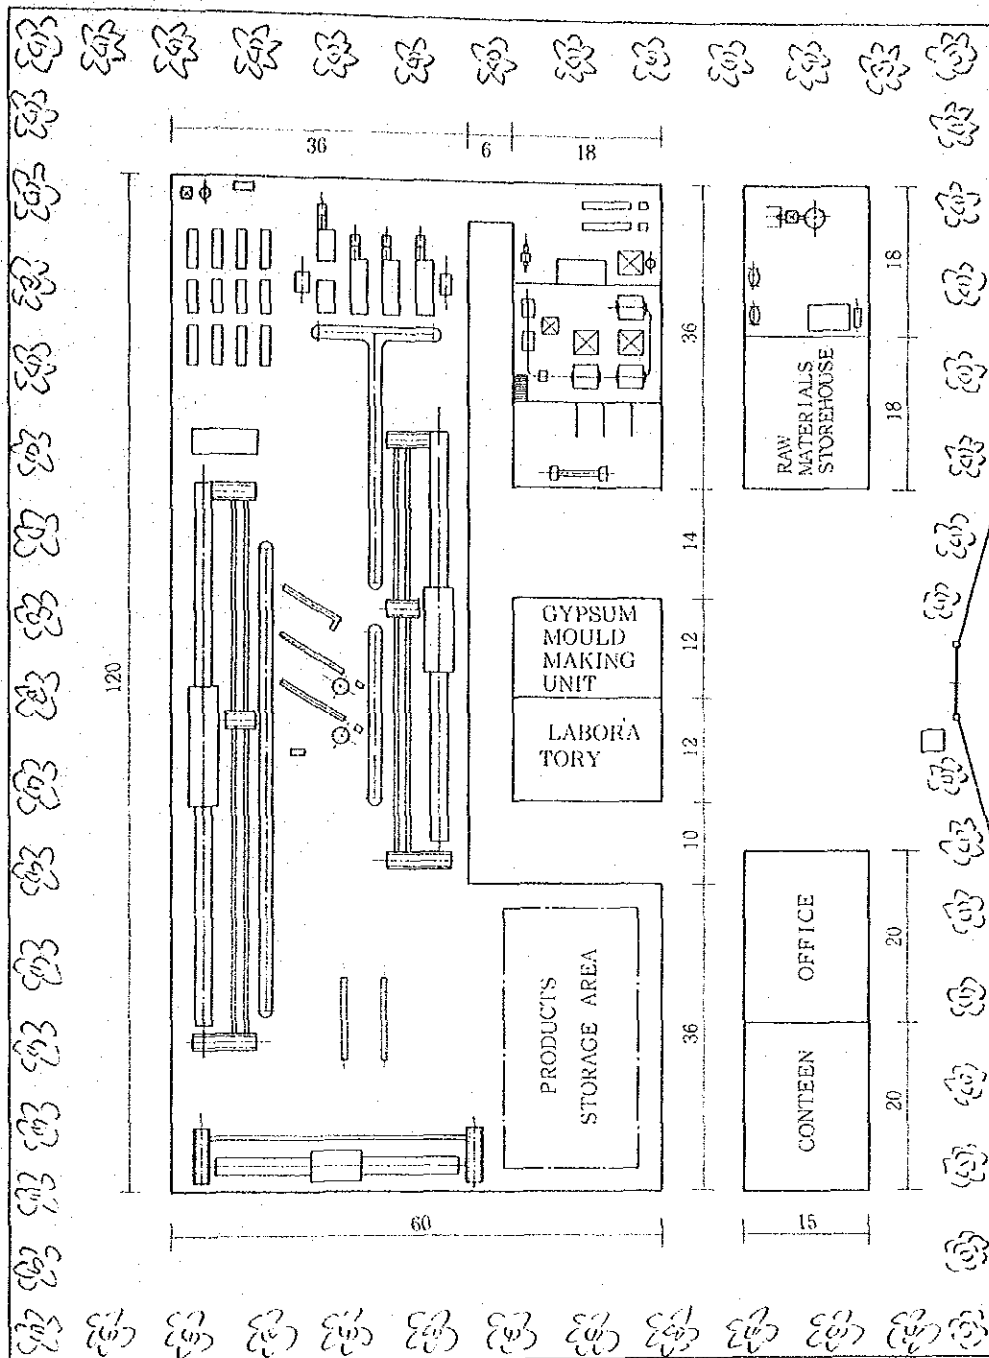 36
6
18
120
36
18
18
RAW
MATERIALS
STOREHOUSE
14
GYPSUM
MOULD
MAKING
UNIT
12
LABORA
TORY
12
10
PRODUCTS
STORAGE AREA
36
OFFICE
20
CONTEEN
20
60
15